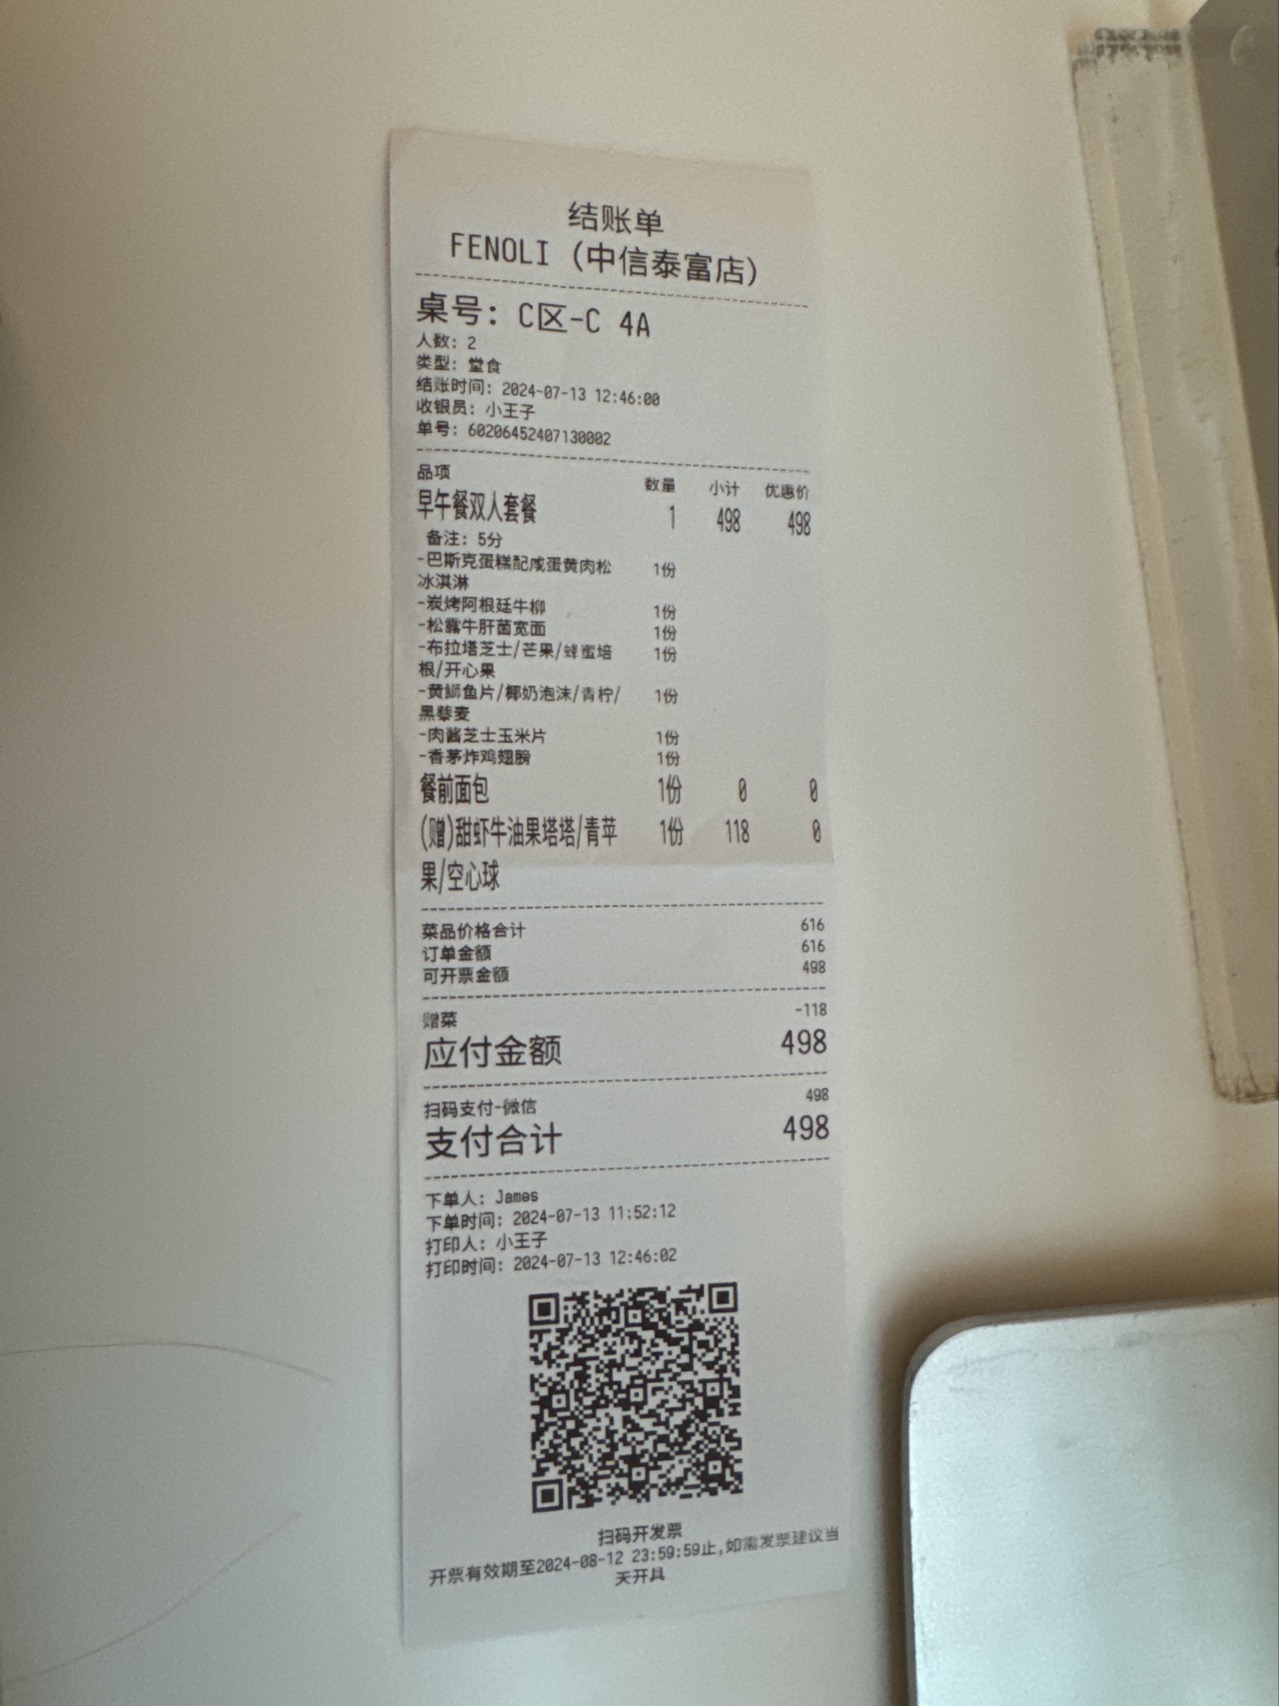 结账单
FENOLI (中信泰富店)
桌号: C区-C 4A
人数: 2
类型: 堂食
结账时间: 2024-07-13 12:46:00
收银员: 小王子
单号: 60206452407130002
品项 数量 小计 优惠价
早午餐双人套餐 1 498 498
备注: 5分
-巴斯克蛋糕配咸蛋黄肉松 1份
冰淇淋
-炭烤阿根廷牛柳 1份
-松露牛肝菌宽面 1份
-布拉塔芝士/芒果/蜂蜜培 1份
根/开心果
-黄鰤鱼片/椰奶泡沫/青柠/ 1份
黑藜麦
-肉酱芝士玉米片 1份
-香茅炸鸡翅膀 1份
餐前面包 1份 0 0
(赠)甜虾牛油果塔塔/青苹 1份 118 0
果/空心球
菜品价格合计 616
订单金额 616
可开票金额 498
赠菜 -118
应付金额 498
扫码支付-微信 498
支付合计 498
下单人: James
下单时间: 2024-07-13 11:52:12
打印人: 小王子
打印时间: 2024-07-13 12:46:02
扫码开发票
开票有效期至2024-08-12 23:59:59止,如需发票建议当
天开具